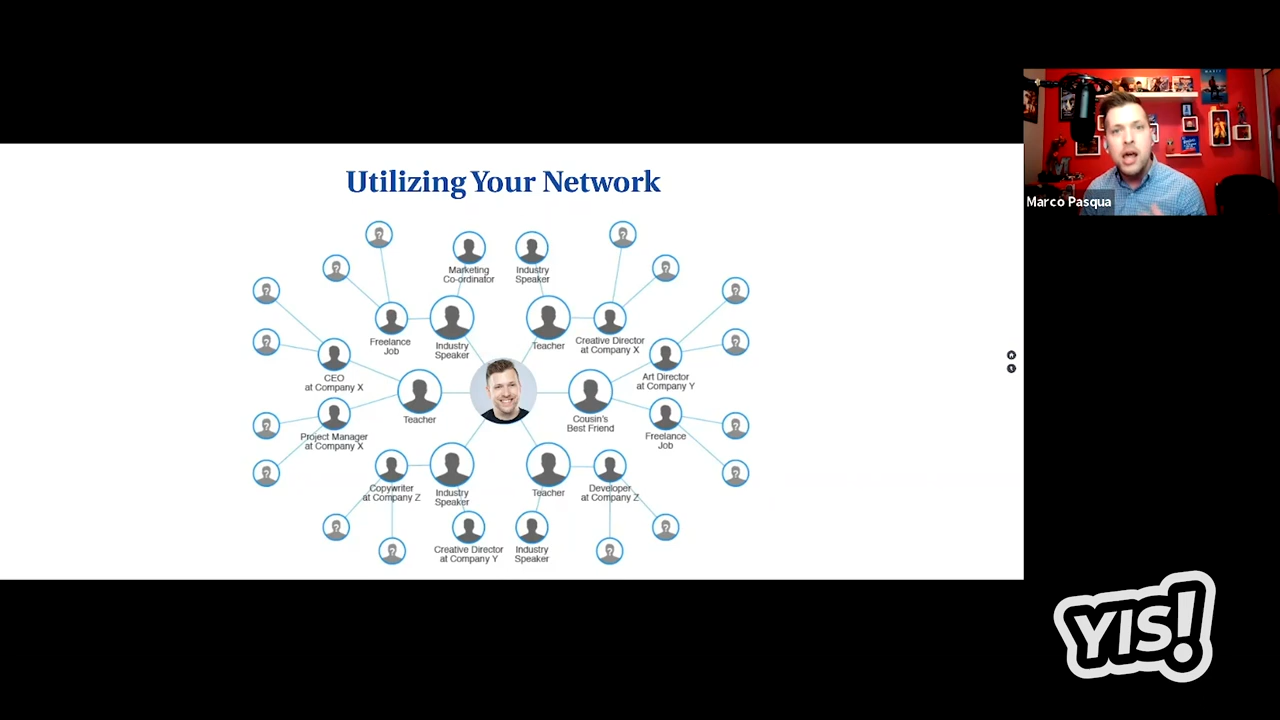 Utilizing Your Network
Marco Pasqua
Marketing
Co-ordinator
Industry
Speaker
Freelance
Job
Industry
Speaker
Teacher
Creative Director
at Company X
CEO
at Company X
Art Director
at Company Y
Teacher
Cousin's
Best Friend
Project Manager
at Company X
Freelance
Job
Copywriter
at Company Z
Industry
Speaker
Teacher
Developer
at Company Z
Creative Director
at Company Y
Industry
Speaker
YIS!